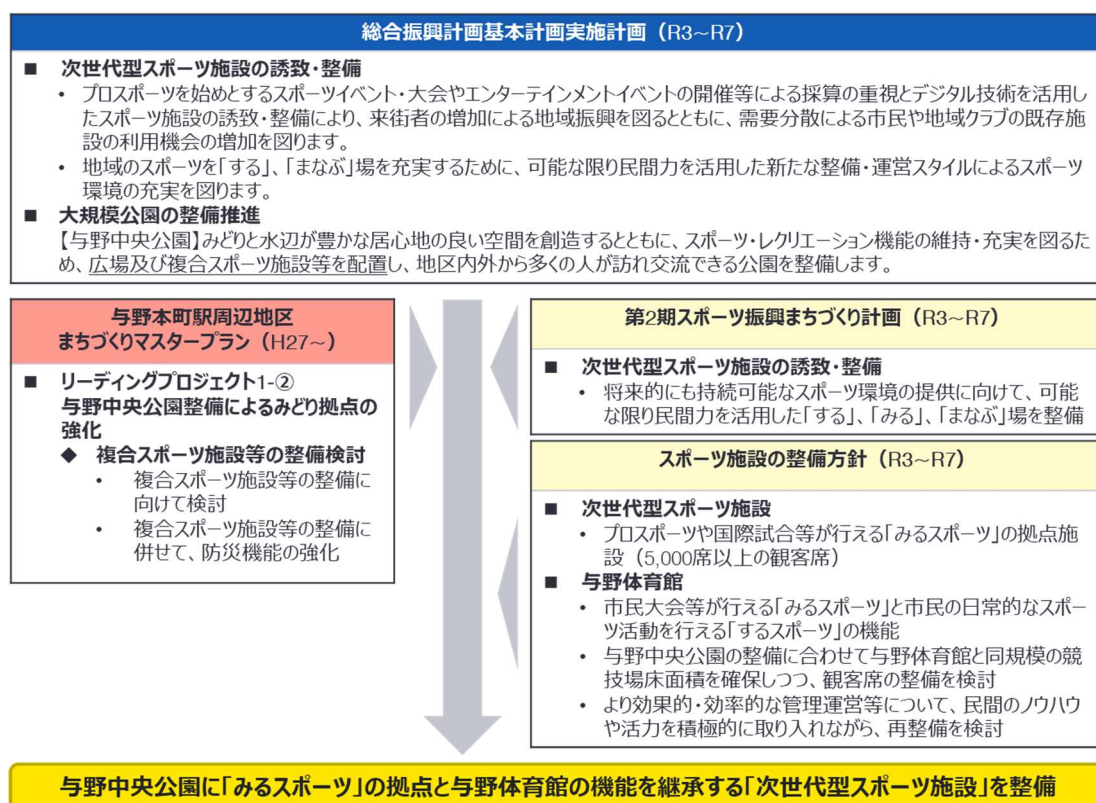 総合振興計画基本計画実施計画（R3～R7）
■ 次世代型スポーツ施設の誘致・整備
• プロスポーツを始めとするスポーツイベント・大会やエンターテインメントイベントの開催等による採算の重視とデジタル技術を活用し
たスポーツ施設の誘致・整備により、来街者の増加による地域振興を図るとともに、需要分散による市民や地域クラブの既存施
設の利用機会の増加を図ります。
• 地域のスポーツを「する」、「まなぶ」場を充実するために、可能な限り民間力を活用した新たな整備・運営スタイルによるスポーツ
環境の充実を図ります。
■ 大規模公園の整備推進
【与野中央公園】みどりと水辺が豊かな居心地の良い空間を創造するとともに、スポーツ・レクリエーション機能の維持・充実を図るた
め、広場及び複合スポーツ施設等を配置し、地区内外から多くの人が訪れ交流できる公園を整備します。
与野本町駅周辺地区
まちづくりマスタープラン（H27～）
■ リーディングプロジェクト1-②
与野中央公園整備によるみどり拠点の
強化
◆ 複合スポーツ施設等の整備検討
• 複合スポーツ施設等の整備に
向けて検討
• 複合スポーツ施設等の整備に
併せて、防災機能の強化
第2期スポーツ振興まちづくり計画（R3～R7）
■ 次世代型スポーツ施設の誘致・整備
• 将来的にも持続可能なスポーツ環境の提供に向けて、可能
な限り民間力を活用した「する」、「みる」、「まなぶ」場を整備
スポーツ施設の整備方針（R3～R7）
■ 次世代型スポーツ施設
• プロスポーツや国際試合等が行える「みるスポーツ」の拠点施
設（5,000席以上の観客席）
■ 与野体育館
• 市民大会等が行える「みるスポーツ」と市民の日常的なスポー
ツ活動を行える「するスポーツ」の機能
• 与野中央公園の整備に合わせて与野体育館と同規模の競
技場床面積を確保しつつ、観客席の整備を検討
• より効果的・効率的な管理運営等について、民間のノウハウ
や活力を積極的に取り入れながら、再整備を検討
与野中央公園に「みるスポーツ」の拠点と与野体育館の機能を継承する「次世代型スポーツ施設」を整備